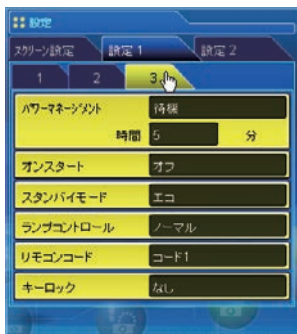 設定
スクリーン設定 設定1 設定2
1 2 3
パワーマネージメント 待機
時間 5 分
オンスタート オフ
スタンバイモード エコ
ランプコントロール ノーマル
リモコンコード コード1
キーロック なし